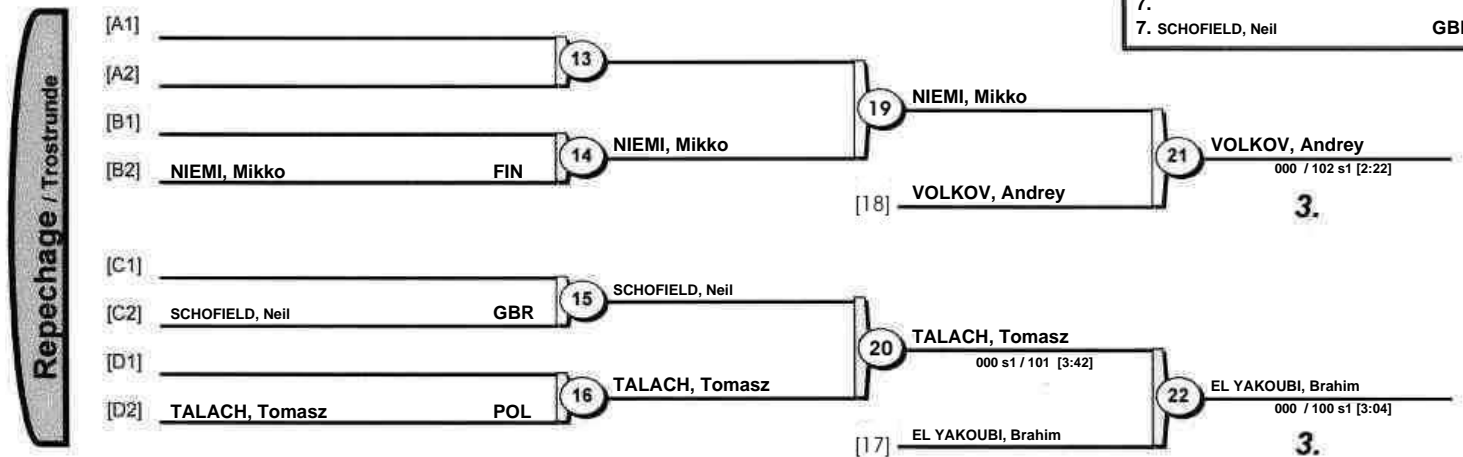 7.
7. SCHOFIELD, Neil
Repechage / Trostrunde
[A1]
13
[A2]
19 NIEMI, Mikko
[B1]
14 NIEMI, Mikko
21 VOLKOV, Andrey
[B2] NIEMI, Mikko FIN
000 / 102 s1 [2:22]
[18] VOLKOV, Andrey
3.
[C1]
15 SCHOFIELD, Neil
[C2] SCHOFIELD, Neil GBR
20 TALACH, Tomasz
000 s1 / 101 [3:42]
[D1]
16 TALACH, Tomasz
22 EL YAKOUBI, Brahim
[D2] TALACH, Tomasz POL
000 / 100 s1 [3:04]
[17] EL YAKOUBI, Brahim
3.